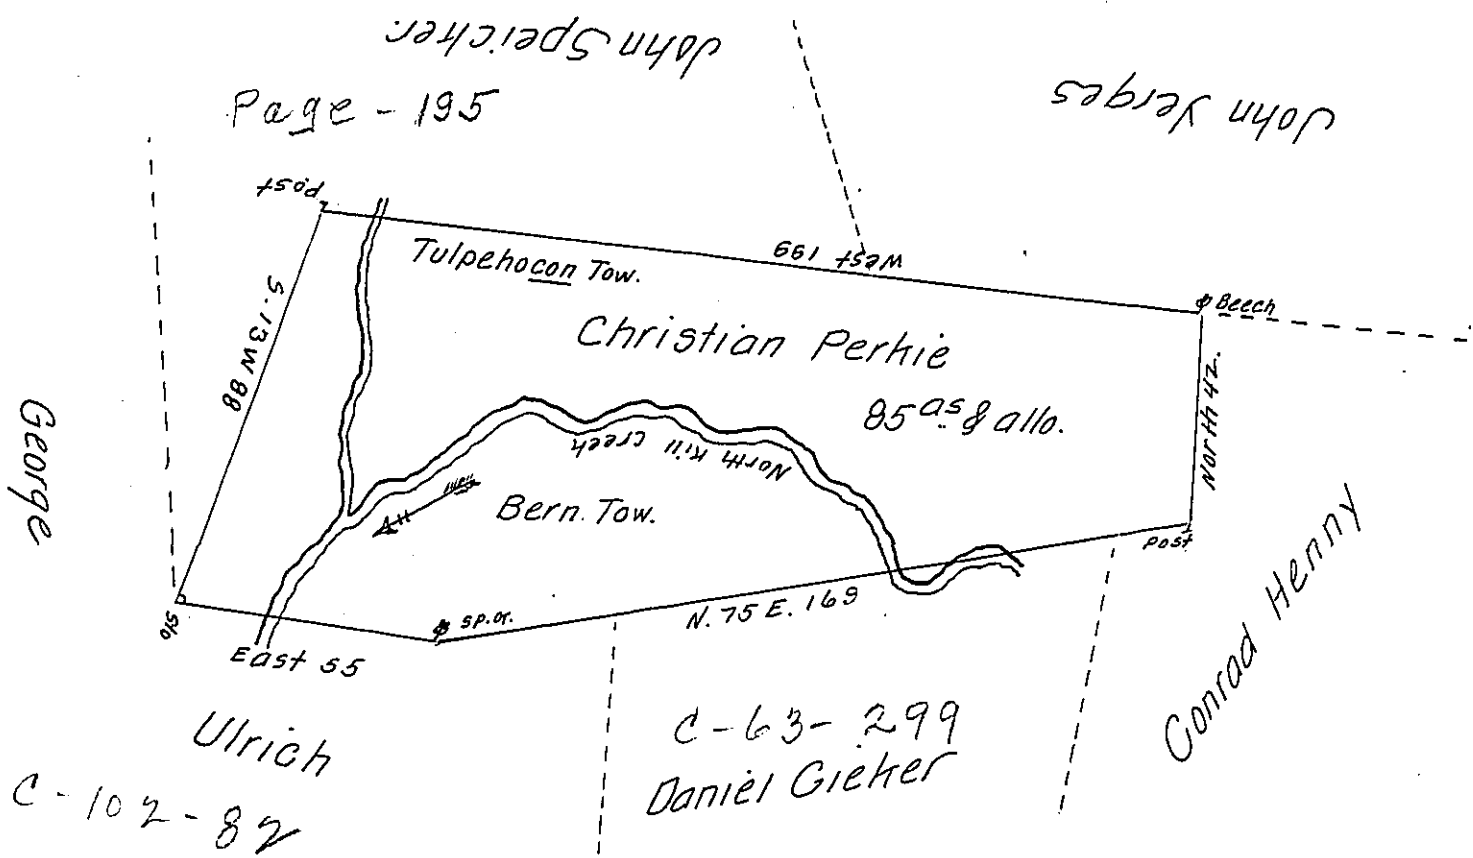 John Speicher.
John Yerges
Page - 195
Post
West 199
Tulpehocon Tow.
Beech
S. 13 W 88
Christian Perkie
North 42.
85 as & allo.
George
North Kill Creek
Bern. Tow.
Post
Conrad Henny
N. 75 E. 169
Sto
SP.or.
East 55
Ulrich
C-63-299
Daniel Gieker
C-102-82